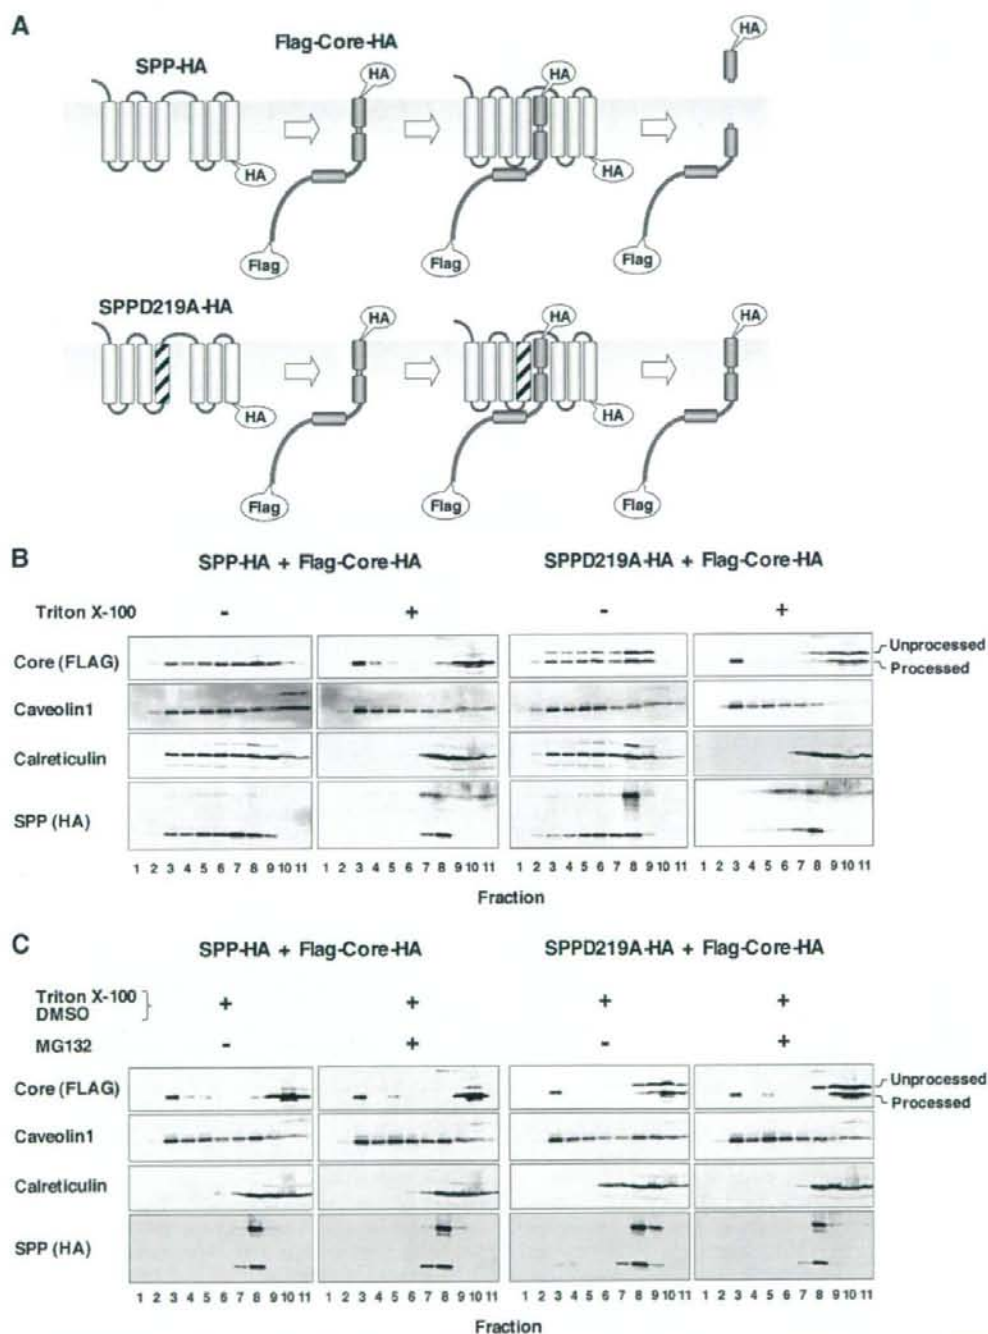 A
SPP-HA
Flag-Core-HA
HA
HA
HA
HA
HA
Flag
Flag
Flag
SPPD219A-HA
HA
HA
HA
HA
HA
Flag
Flag
Flag
B
SPP-HA + Flag-Core-HA SPPD219A-HA + Flag-Core-HA
Triton X-100 - + - +
Core (FLAG)
Unprocessed
Processed
Caveolin1
Calreticulin
SPP (HA)
1 2 3 4 5 6 7 8 9 10 11 1 2 3 4 5 6 7 8 9 10 11 1 2 3 4 5 6 7 8 9 10 11 1 2 3 4 5 6 7 8 9 10 11
Fraction
C
SPP-HA + Flag-Core-HA SPPD219A-HA + Flag-Core-HA
Triton X-100
DMSO
+ + + +
MG132 - + - +
Core (FLAG)
Unprocessed
Processed
Caveolin1
Calreticulin
SPP (HA)
1 2 3 4 5 6 7 8 9 10 11 1 2 3 4 5 6 7 8 9 10 11 1 2 3 4 5 6 7 8 9 10 11 1 2 3 4 5 6 7 8 9 10 11
Fraction